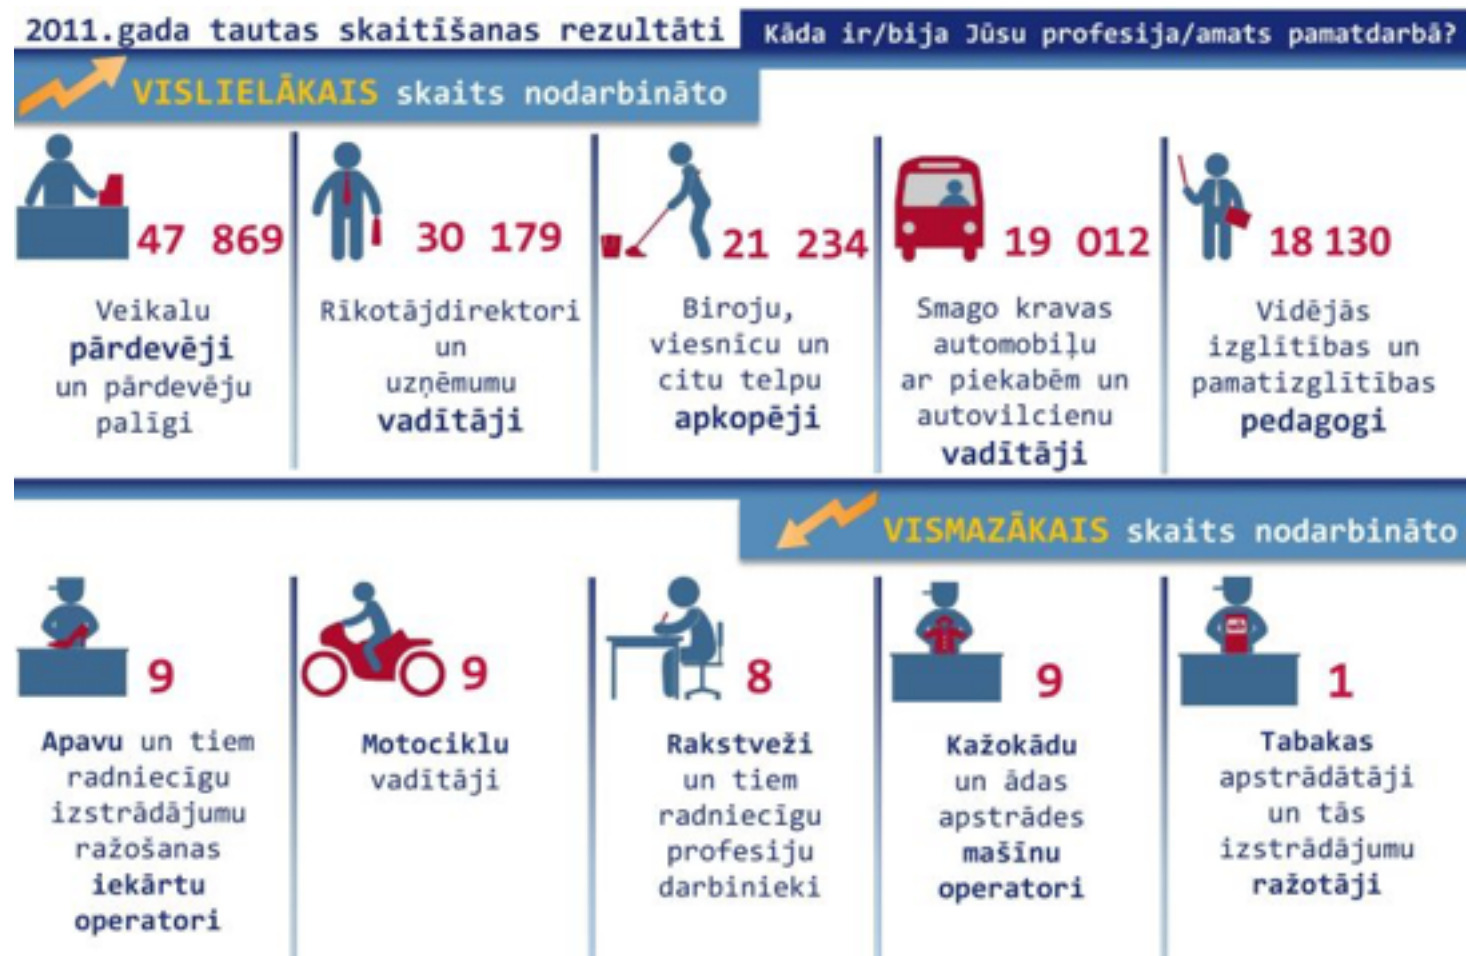 2011.gada tautas skaitīšanas rezultāti
Kāda ir/bija Jūsu profesija/amats pamatdarbā?
VISLIELĀKAIS skaits nodarbināto
47 869
Veikalu
pārdevēji
un pārdevēju
palīgi
30 179
Rīkotājdirektori
un
uzņēmumu
vadītāji
21 234
Biroju,
viesnīcu un
citu telpu
apkopēji
19 012
Smago kravas
automobiļu
ar piekabēm un
autovilcienu
vadītāji
18 130
Vidējās
izglītības un
pamatizglītības
pedagogi
VISMAZĀKAIS skaits nodarbināto
9
Apavu un tiem
radniecīgu
izstrādājumu
ražošanas
iekārtu
operatori
9
Motociklu
vadītāji
8
Rakstveži
un tiem
radniecīgu
profesiju
darbinieki
9
Kažokādu
un ādas
apstrādes
mašīnu
operatori
1
Tabakas
apstrādātāji
un tās
izstrādājumu
ražotāji